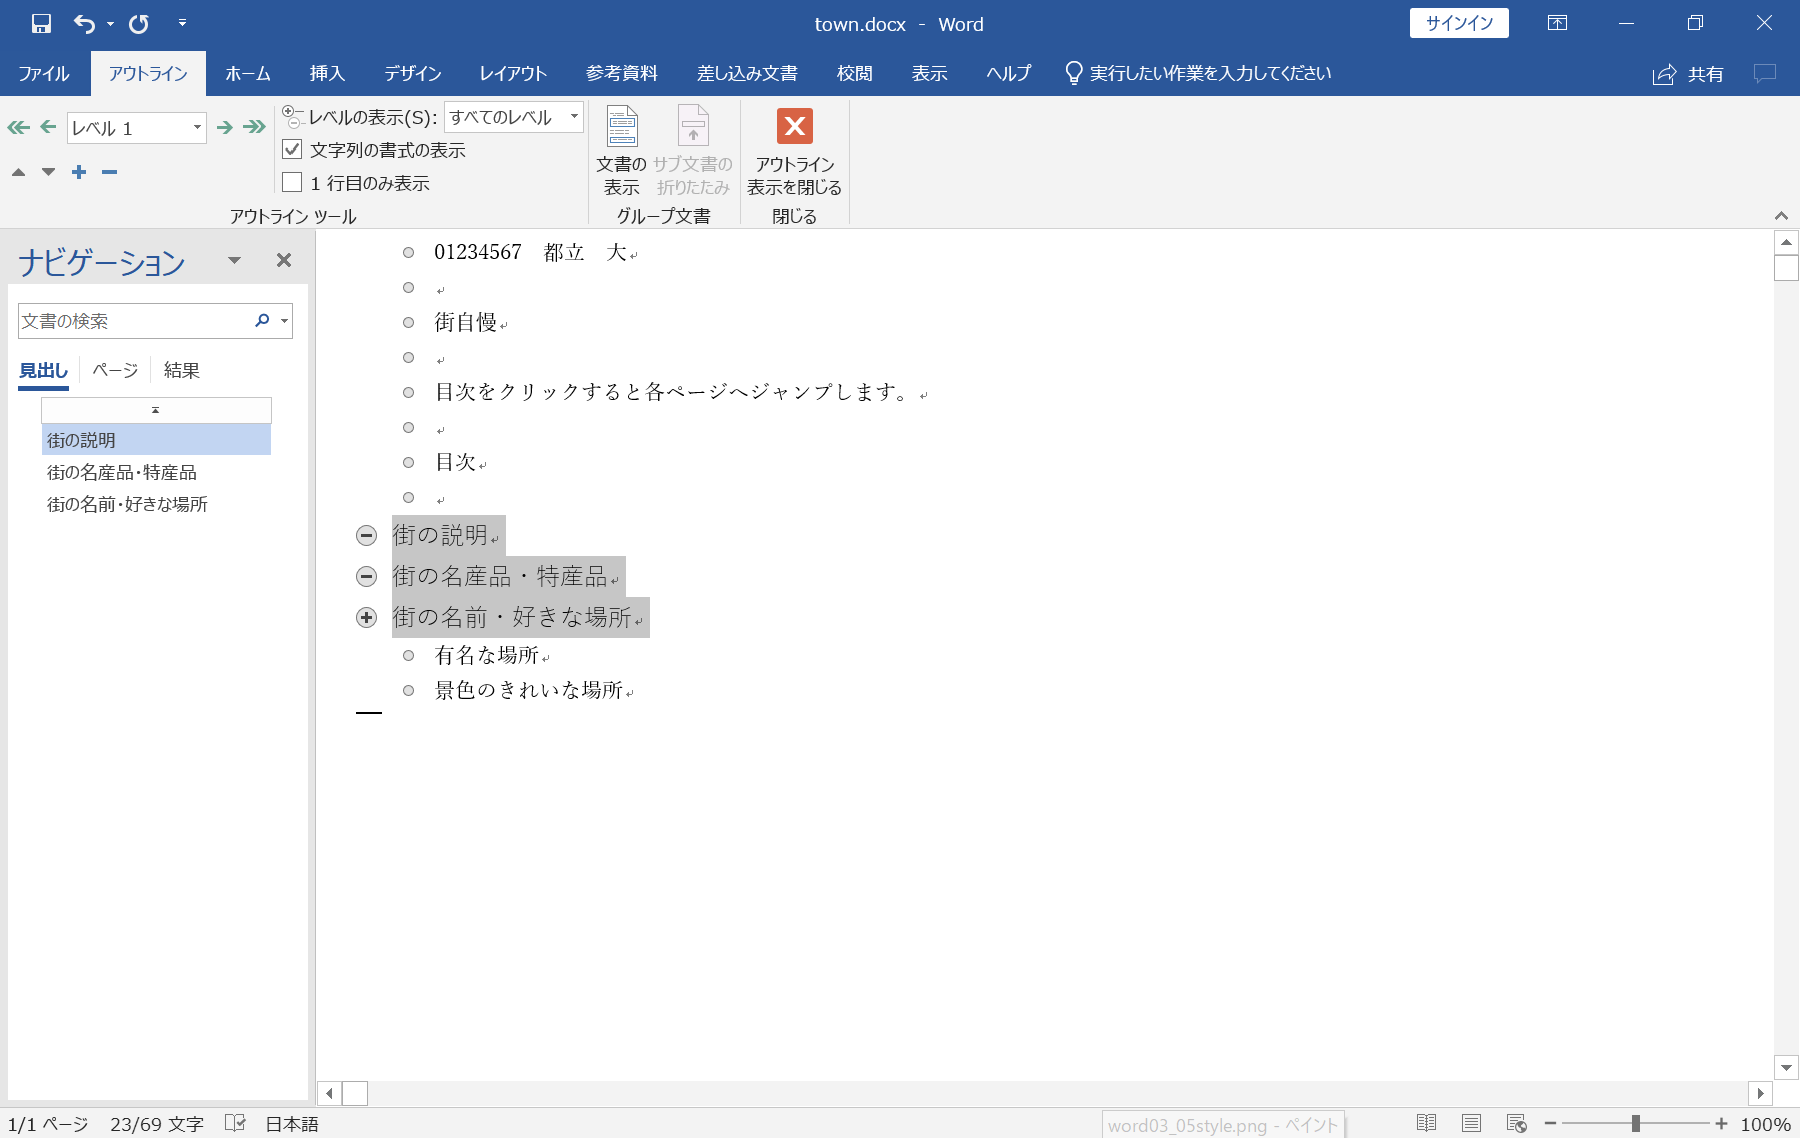 town.docx - Word
サインイン
ファイル アウトライン ホーム 挿入 デザイン レイアウト 参考資料 差し込み文書 校閲 表示 ヘルプ 実行したい作業を入力してください 共有
レベル 1
レベルの表示(S): すべてのレベル
文字列の書式の表示
1 行目のみ表示
アウトライン ツール
文書の
表示
サブ文書の
折りたたみ
グループ文書
アウトライン
表示を閉じる
閉じる
ナビゲーション
文書の検索
見出し ページ 結果
街の説明
街の名産品・特産品
街の名前・好きな場所
01234567 都立 大
街自慢
目次をクリックすると各ページへジャンプします。
目次
街の説明
街の名産品・特産品
街の名前・好きな場所
有名な場所
景色のきれいな場所
1/1 ページ 23/69 文字 日本語
word03_05style.png - ペイント
100%